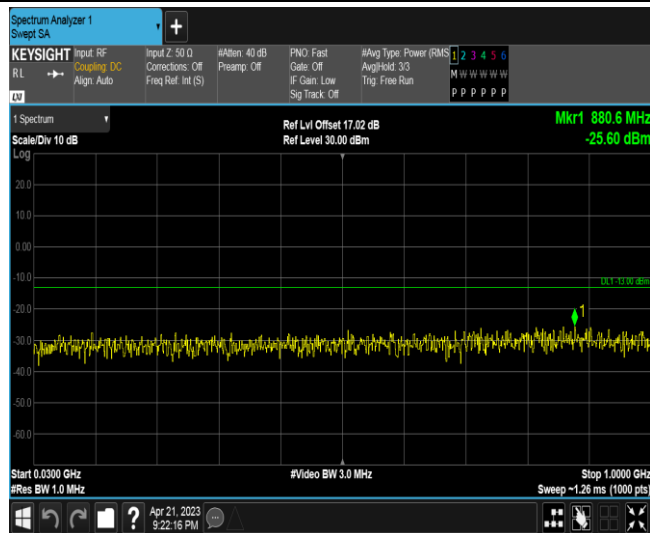 Spectrum Analyzer 1
Swept SA
+
KEYSIGHT
RL
Input: RF
Coupling: DC
Align: Auto
Input Z: 50 Ω
Corrections: Off
Freq Ref: Int (S)
#Atten: 40 dB
Preamp: Off
PNO: Fast
Gate: Off
IF Gain: Low
Sig Track: Off
#Avg Type: Power (RMS
Avg|Hold: 3/3
Trig: Free Run
1 2 3 4 5 6
M W W W W W
P P P P P P
1 Spectrum
Scale/Div 10 dB
Log
Ref Lvl Offset 17.02 dB
Ref Level 30.00 dBm
Mkr1 880.6 MHz
-25.60 dBm
20.0
10.0
0.00
-10.0
DL1 -13.00 dBm
-20.0
1
-30.0
-40.0
-50.0
-60.0
Start 0.0300 GHz
#Res BW 1.0 MHz
#Video BW 3.0 MHz
Stop 1.0000 GHz
Sweep ~1.26 ms (1000 pts)
?
Apr 21, 2023
9:22:16 PM